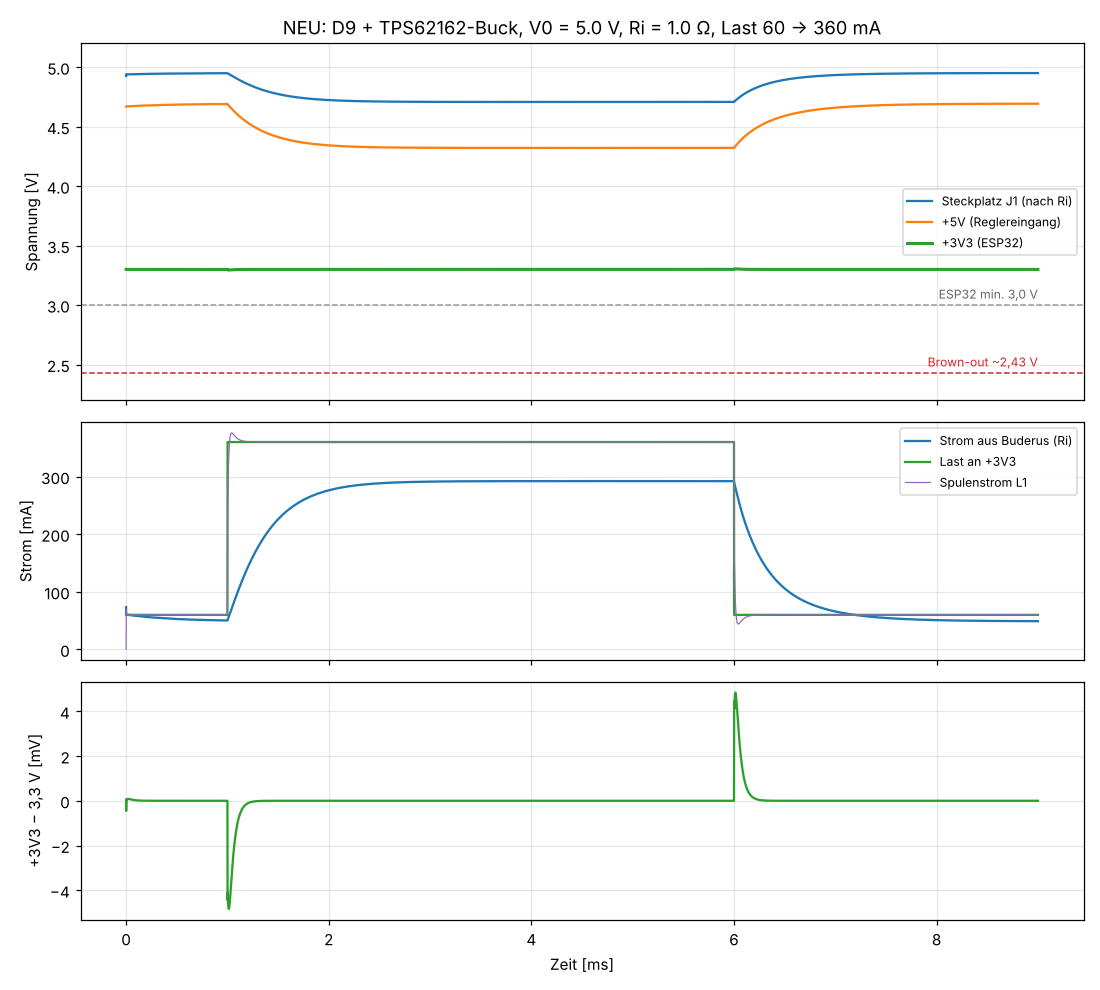 NEU: D9 + TPS62162-Buck, V0 = 5.0 V, Ri = 1.0 Ω, Last 60 → 360 mA
Spannung [V]
5.0
4.5
4.0
3.5
3.0
2.5
Steckplatz J1 (nach Ri)
+5V (Reglereingang)
+3V3 (ESP32)
ESP32 min. 3,0 V
Brown-out ~2,43 V
Strom [mA]
300
200
100
0
Strom aus Buderus (Ri)
Last an +3V3
Spulenstrom L1
+3V3 − 3,3 V [mV]
4
2
0
−2
−4
0
2
4
6
8
Zeit [ms]